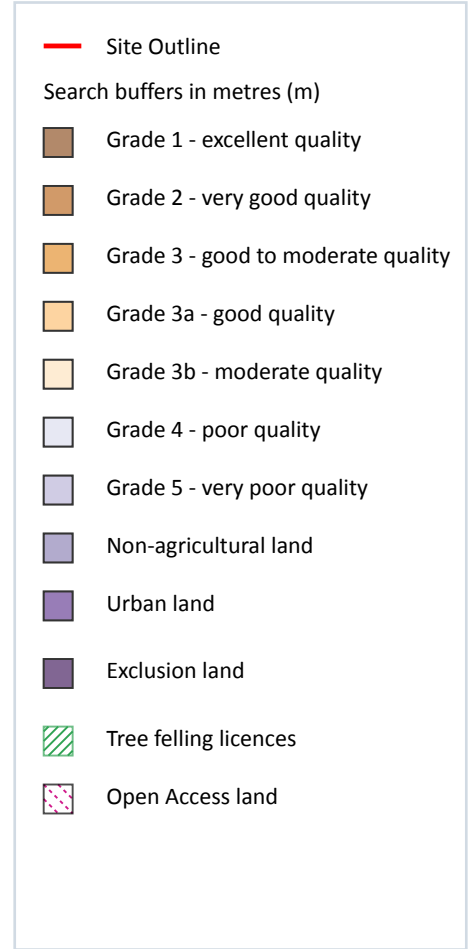 Site Outline
Search buffers in metres (m)
Grade 1 - excellent quality
Grade 2 - very good quality
Grade 3 - good to moderate quality
Grade 3a - good quality
Grade 3b - moderate quality
Grade 4 - poor quality
Grade 5 - very poor quality
Non-agricultural land
Urban land
Exclusion land
Tree felling licences
Open Access land